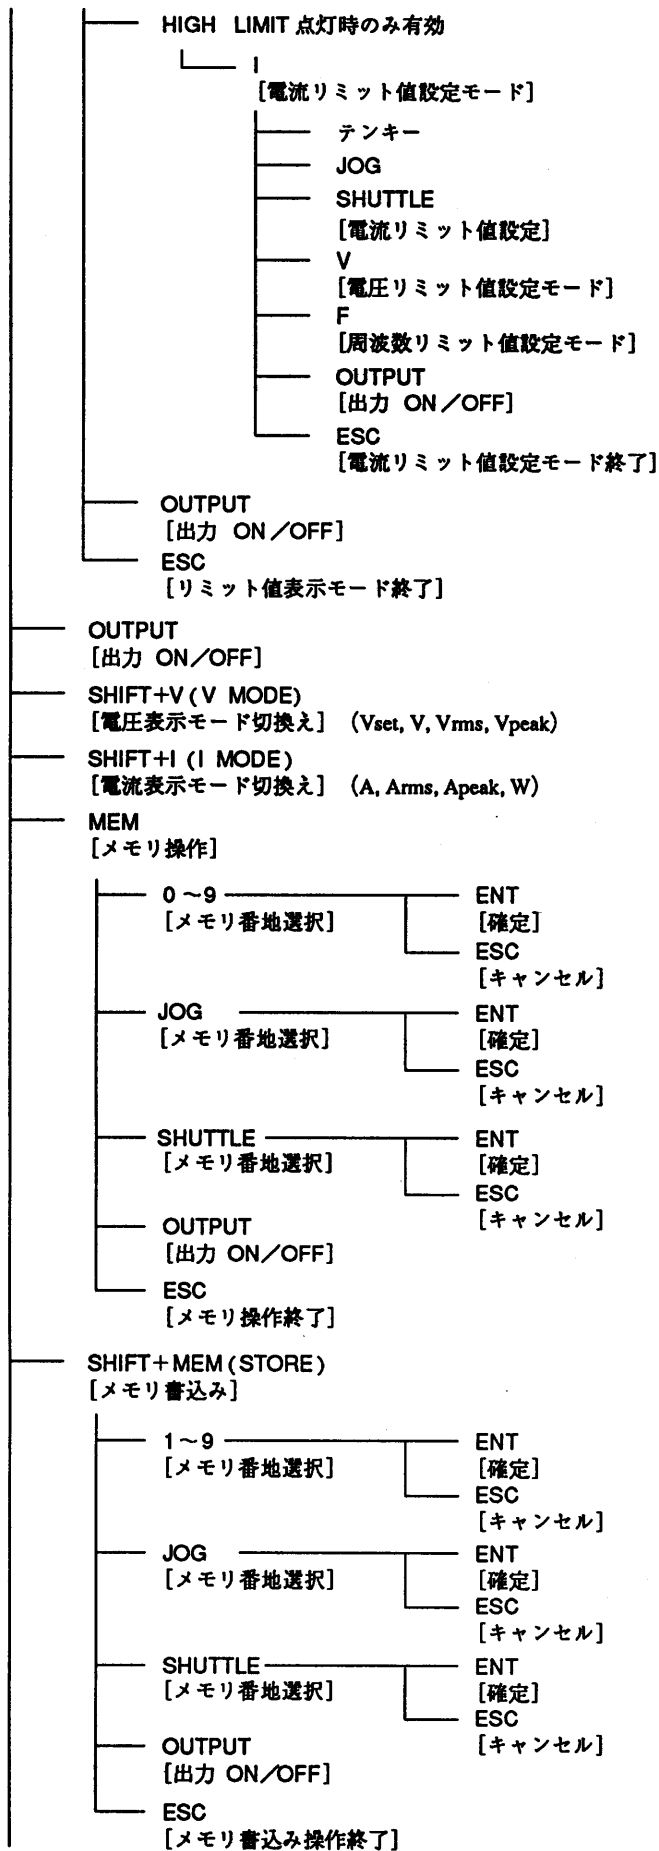 HIGH LIMIT 点灯時のみ有効
I
[電流リミット値設定モード]
テンキー
JOG
SHUTTLE
[電流リミット値設定]
V
[電圧リミット値設定モード]
F
[周波数リミット値設定モード]
OUTPUT
[出力 ON／OFF]
ESC
[電流リミット値設定モード終了]
OUTPUT
[出力 ON／OFF]
ESC
[リミット値表示モード終了]
OUTPUT
[出力 ON／OFF]
SHIFT+V (V MODE)
[電圧表示モード切換え] (Vset, V, Vrms, Vpeak)
SHIFT+I (I MODE)
[電流表示モード切換え] (A, Arms, Apeak, W)
MEM
[メモリ操作]
0～9 ENT
[メモリ番地選択] [確定]
ESC
[キャンセル]
JOG ENT
[メモリ番地選択] [確定]
ESC
[キャンセル]
SHUTTLE ENT
[メモリ番地選択] [確定]
ESC
[キャンセル]
OUTPUT
[出力 ON／OFF]
ESC
[メモリ操作終了]
SHIFT+MEM (STORE)
[メモリ書込み]
1～9 ENT
[メモリ番地選択] [確定]
ESC
[キャンセル]
JOG ENT
[メモリ番地選択] [確定]
ESC
[キャンセル]
SHUTTLE ENT
[メモリ番地選択] [確定]
ESC
[キャンセル]
OUTPUT
[出力 ON／OFF]
ESC
[メモリ書込み操作終了]